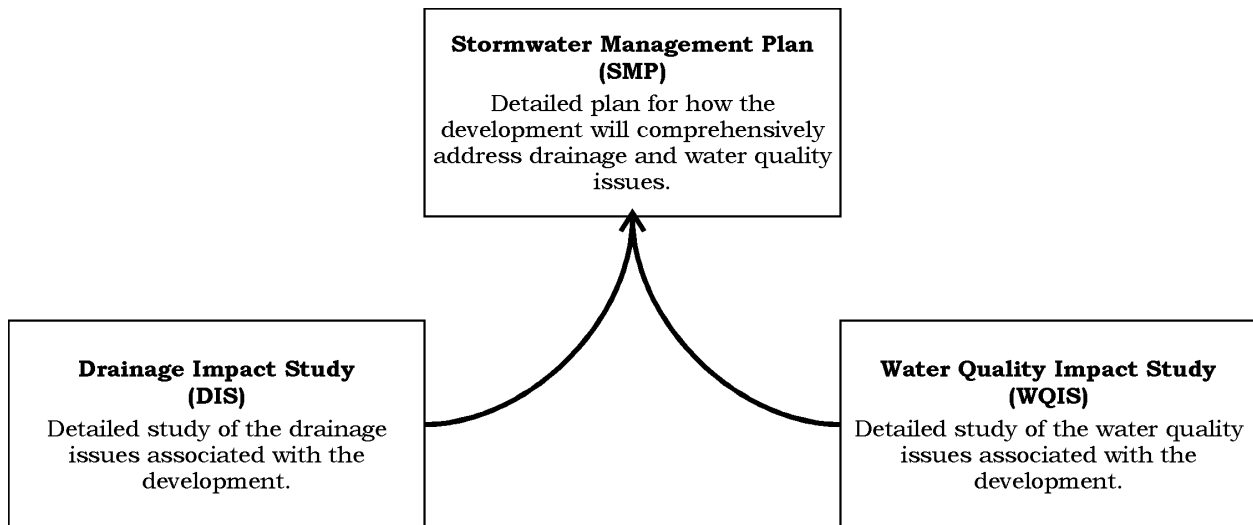 Stormwater Management Plan
(SMP)
Detailed plan for how the
development will comprehensively
address drainage and water quality
issues.
Drainage Impact Study
(DIS)
Detailed study of the drainage
issues associated with the
development.
Water Quality Impact Study
(WQIS)
Detailed study of the water quality
issues associated with the
development.